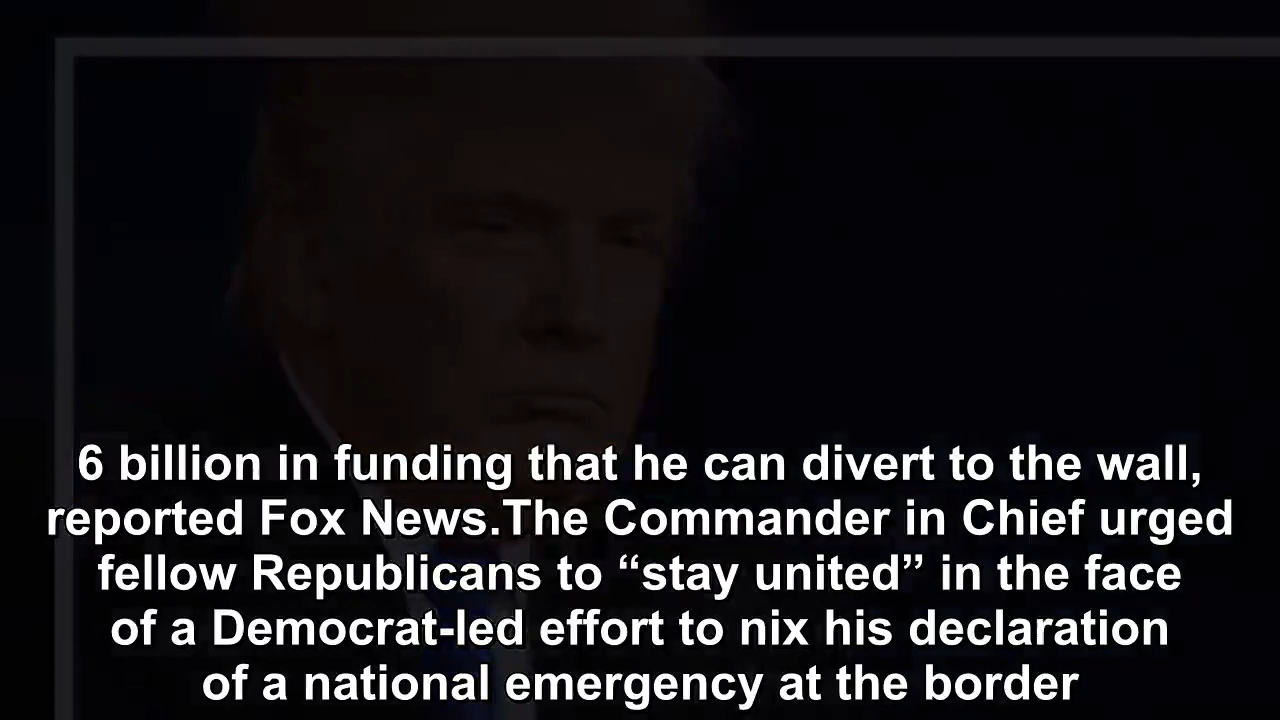 6 billion in funding that he can divert to the wall,
reported Fox News.The Commander in Chief urged
fellow Republicans to “stay united” in the face
of a Democrat-led effort to nix his declaration
of a national emergency at the border